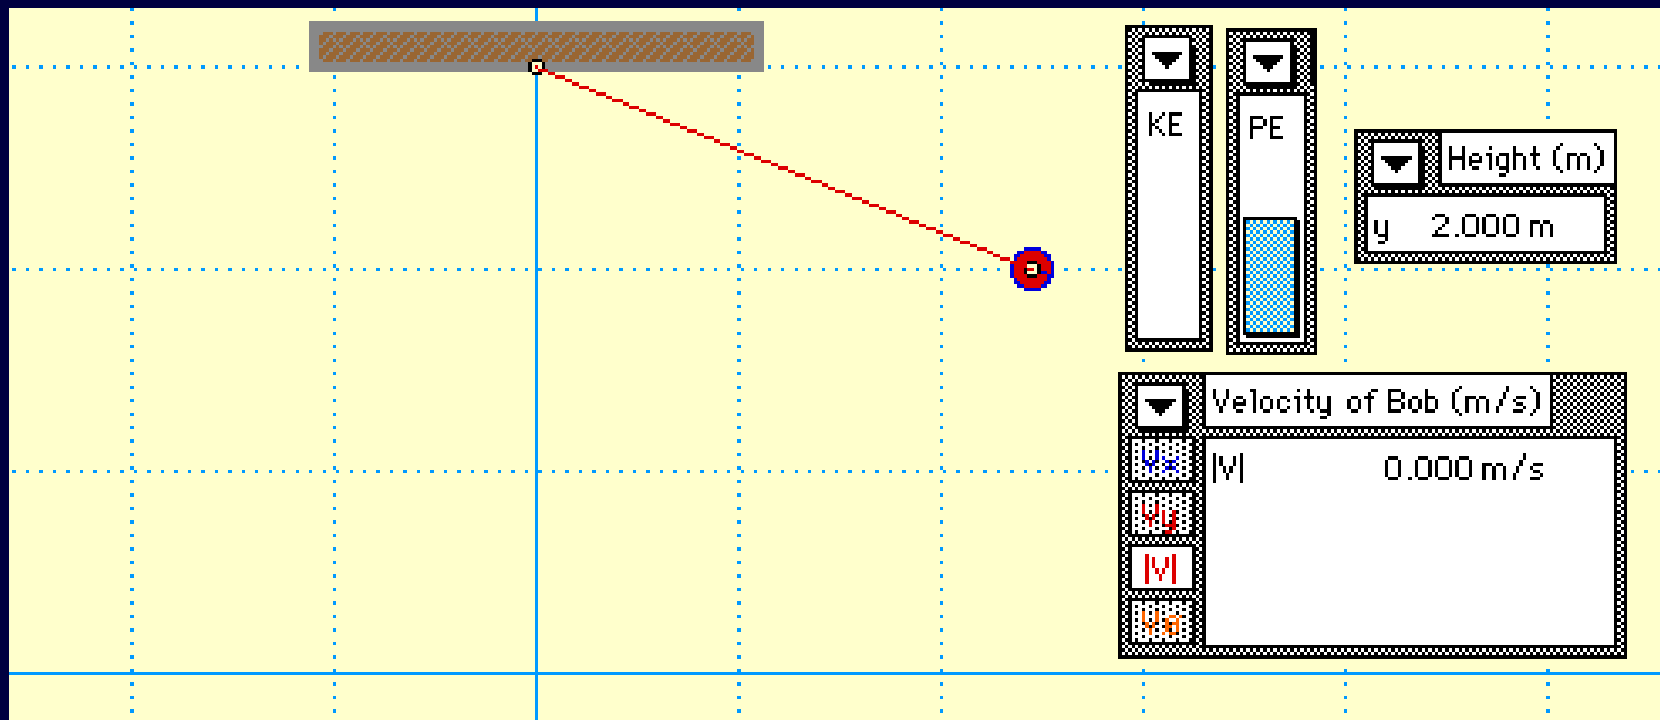 KE
PE
Height (m)
y 2.000 m
Velocity of Bob (m/s)
Vx
|V| 0.000 m/s
Vy
|V|
Vθ